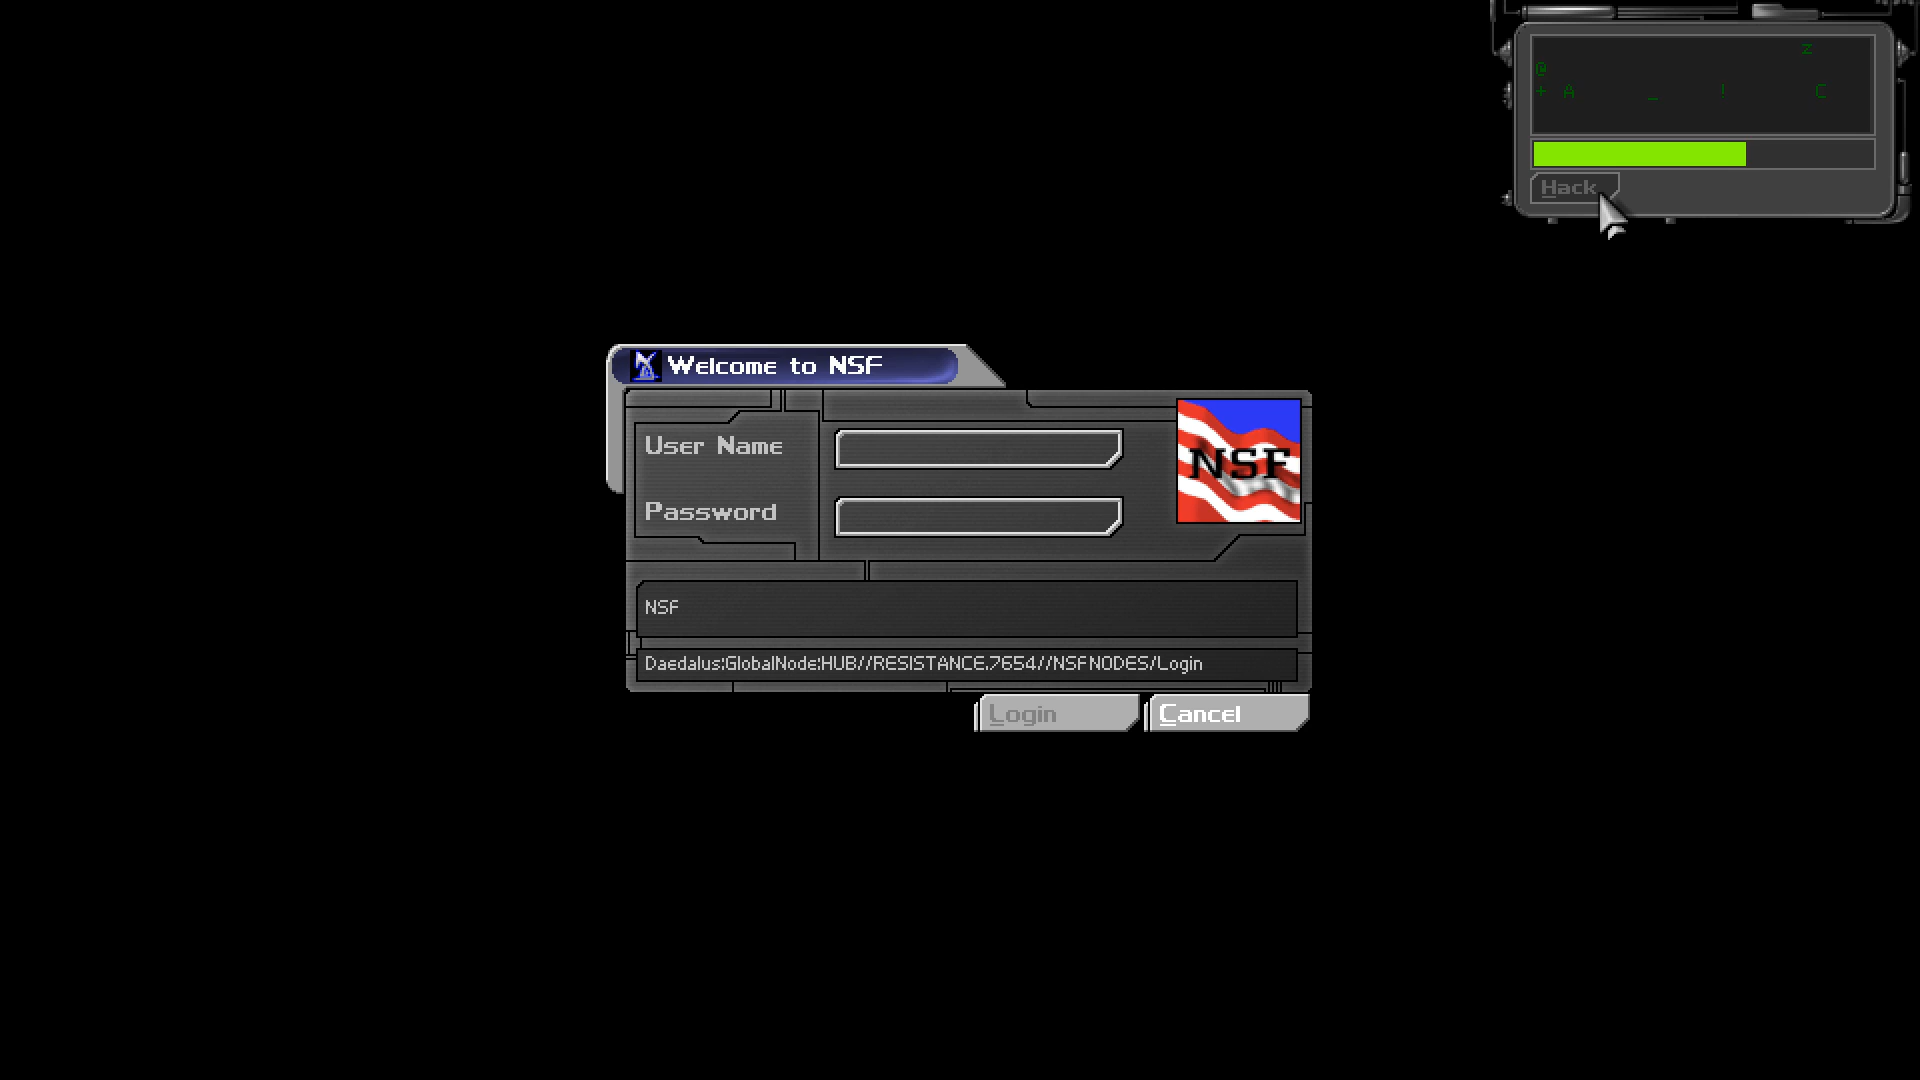 z
@
+ A _ ! C
Hack
Welcome to NSF
User Name
NSF
Password
NSF
Daedalus:GlobalNode:HUB//RESISTANCE.7654//NSFNODES/Login
Login
Cancel